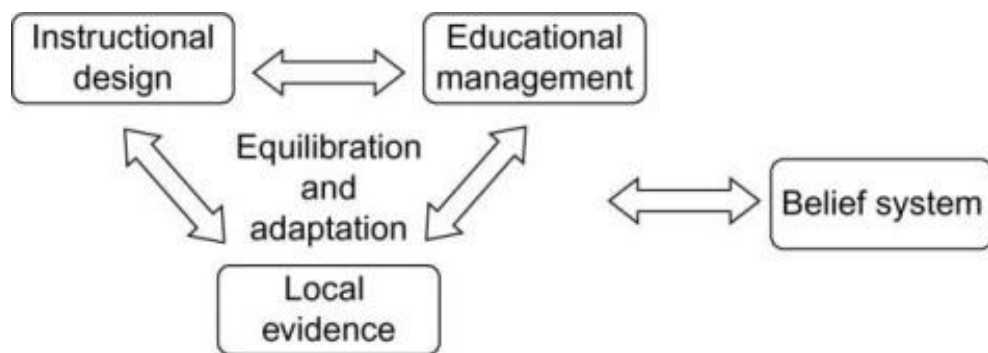 Instructional
design
Educational
management
Equilibration
and
adaptation
Belief system
Local
evidence